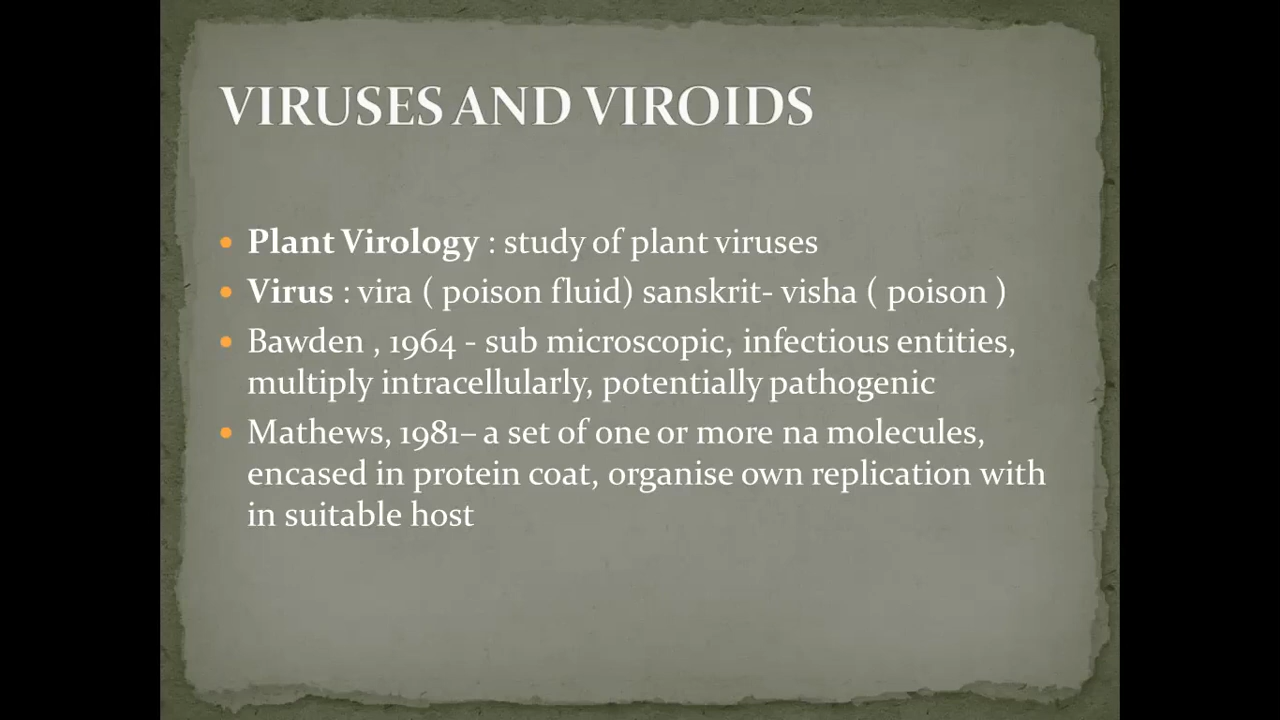 VIRUSES AND VIROIDS
• Plant Virology : study of plant viruses
• Virus : vira ( poison fluid) sanskrit- visha ( poison )
• Bawden , 1964 - sub microscopic, infectious entities,
multiply intracellularly, potentially pathogenic
• Mathews, 1981– a set of one or more na molecules,
encased in protein coat, organise own replication with
in suitable host